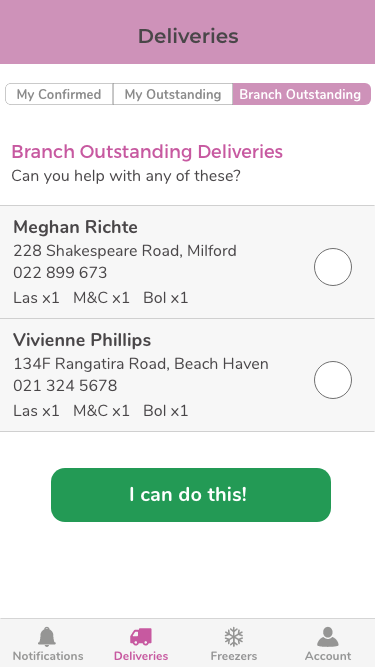 Deliveries
My Confirmed
My Outstanding
Branch Outstanding
Branch Outstanding Deliveries
Can you help with any of these?
Meghan Richte
228 Shakespeare Road, Milford
022 899 673
Las x1 M&C x1 Bol x1
Vivienne Phillips
134F Rangatira Road, Beach Haven
021 324 5678
Las x1 M&C x1 Bol x1
I can do this!
Notifications
Deliveries
Freezers
Account